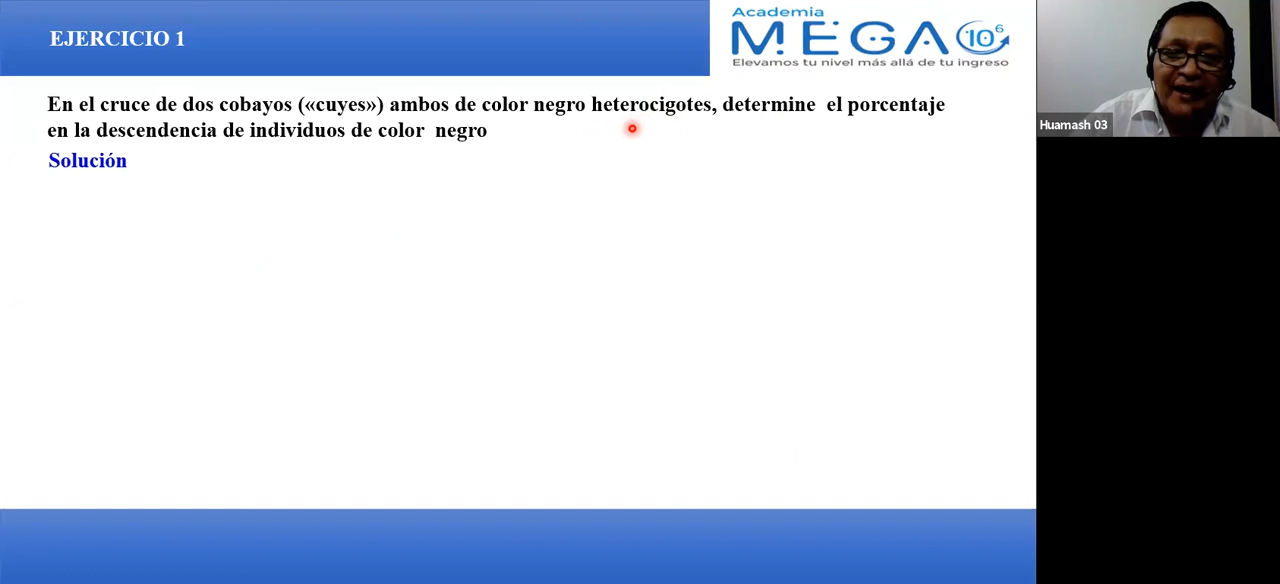 EJERCICIO 1
Academia
MEGA 10⁶
Elevamos tu nivel más allá de tu ingreso
En el cruce de dos cobayos («cuyes») ambos de color negro heterocigotes, determine el porcentaje
en la descendencia de individuos de color negro
Solución
Huamash 03